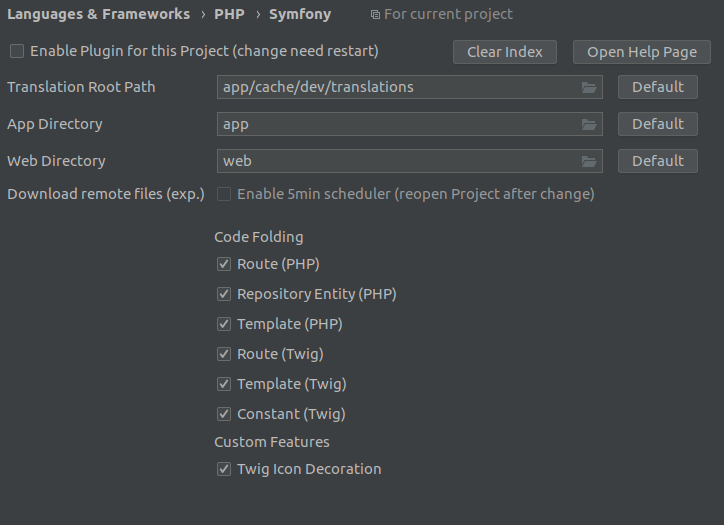 Languages & Frameworks › PHP › Symfony For current project
Enable Plugin for this Project (change need restart) Clear Index Open Help Page
Translation Root Path app/cache/dev/translations Default
App Directory app Default
Web Directory web Default
Download remote files (exp.) Enable 5min scheduler (reopen Project after change)
Code Folding
Route (PHP)
Repository Entity (PHP)
Template (PHP)
Route (Twig)
Template (Twig)
Constant (Twig)
Custom Features
Twig Icon Decoration